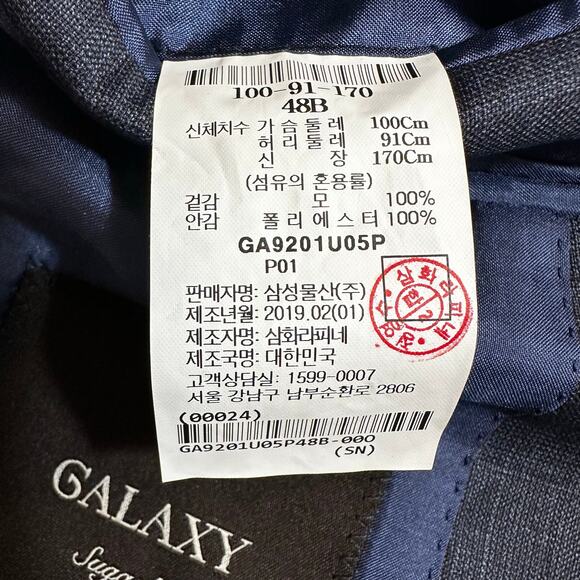 100-91-170
48B
신체치수 가슴둘레 100Cm
허리둘레 91Cm
신 장 170Cm
(섬유의 혼용률)
겉감 모 100%
안감 폴리에스터 100%
GA9201U05P
P01
판매자명: 삼성물산(주)
제조년월: 2019.02(01)
제조자명: 삼화라피네
제조국명: 대한민국
고객상담실: 1599-0007
서울 강남구 남부순환로 2806
(00024)
GA9201U05P48B-000
(SN)
삼화라피네
GALAXY